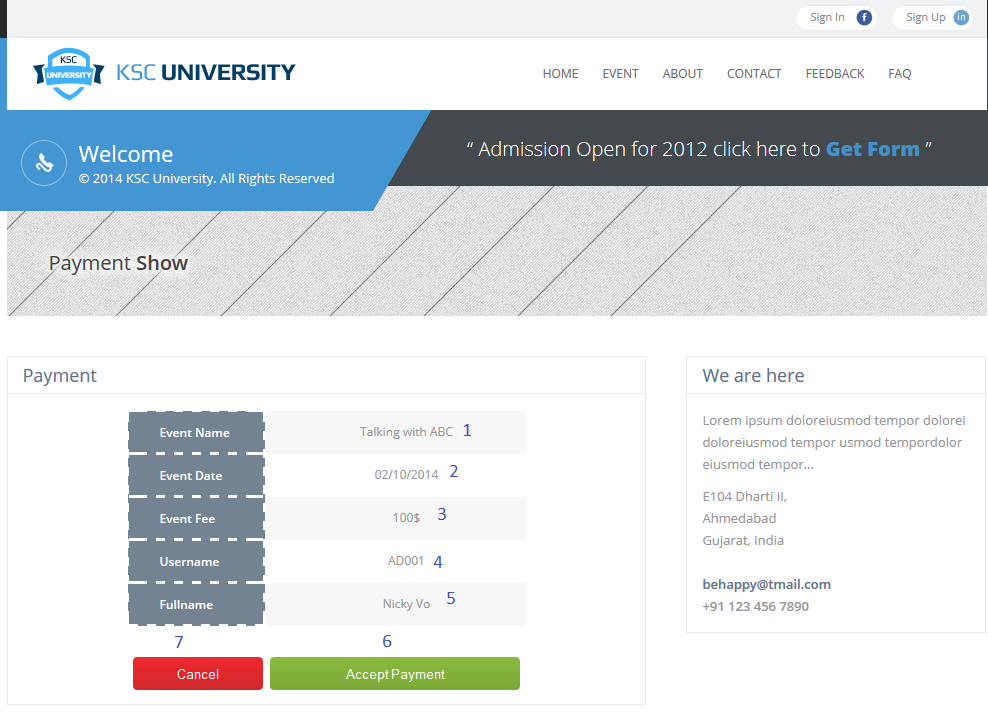 Sign In
Sign Up
KSC
UNIVERSITY
KSC UNIVERSITY
HOME EVENT ABOUT CONTACT FEEDBACK FAQ
Welcome
© 2014 KSC University. All Rights Reserved
“ Admission Open for 2012 click here to Get Form ”
Payment Show
Payment
Event Name Talking with ABC 1
Event Date 02/10/2014 2
Event Fee 100$ 3
Username AD001 4
Fullname Nicky Vo 5
7 6
Cancel Accept Payment
We are here
Lorem ipsum doloreiusmod tempor dolorei
doloreiusmod tempor usmod tempordolor
eiusmod tempor...
E104 Dharti II,
Ahmedabad
Gujarat, India
behappy@tmail.com
+91 123 456 7890